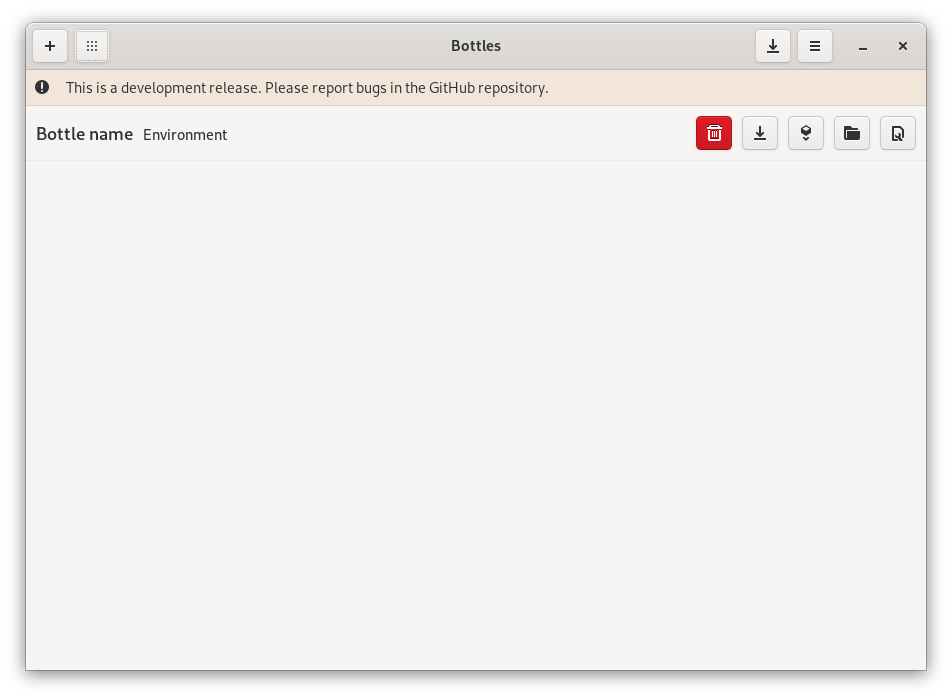 Bottles
This is a development release. Please report bugs in the GitHub repository.
Bottle name Environment